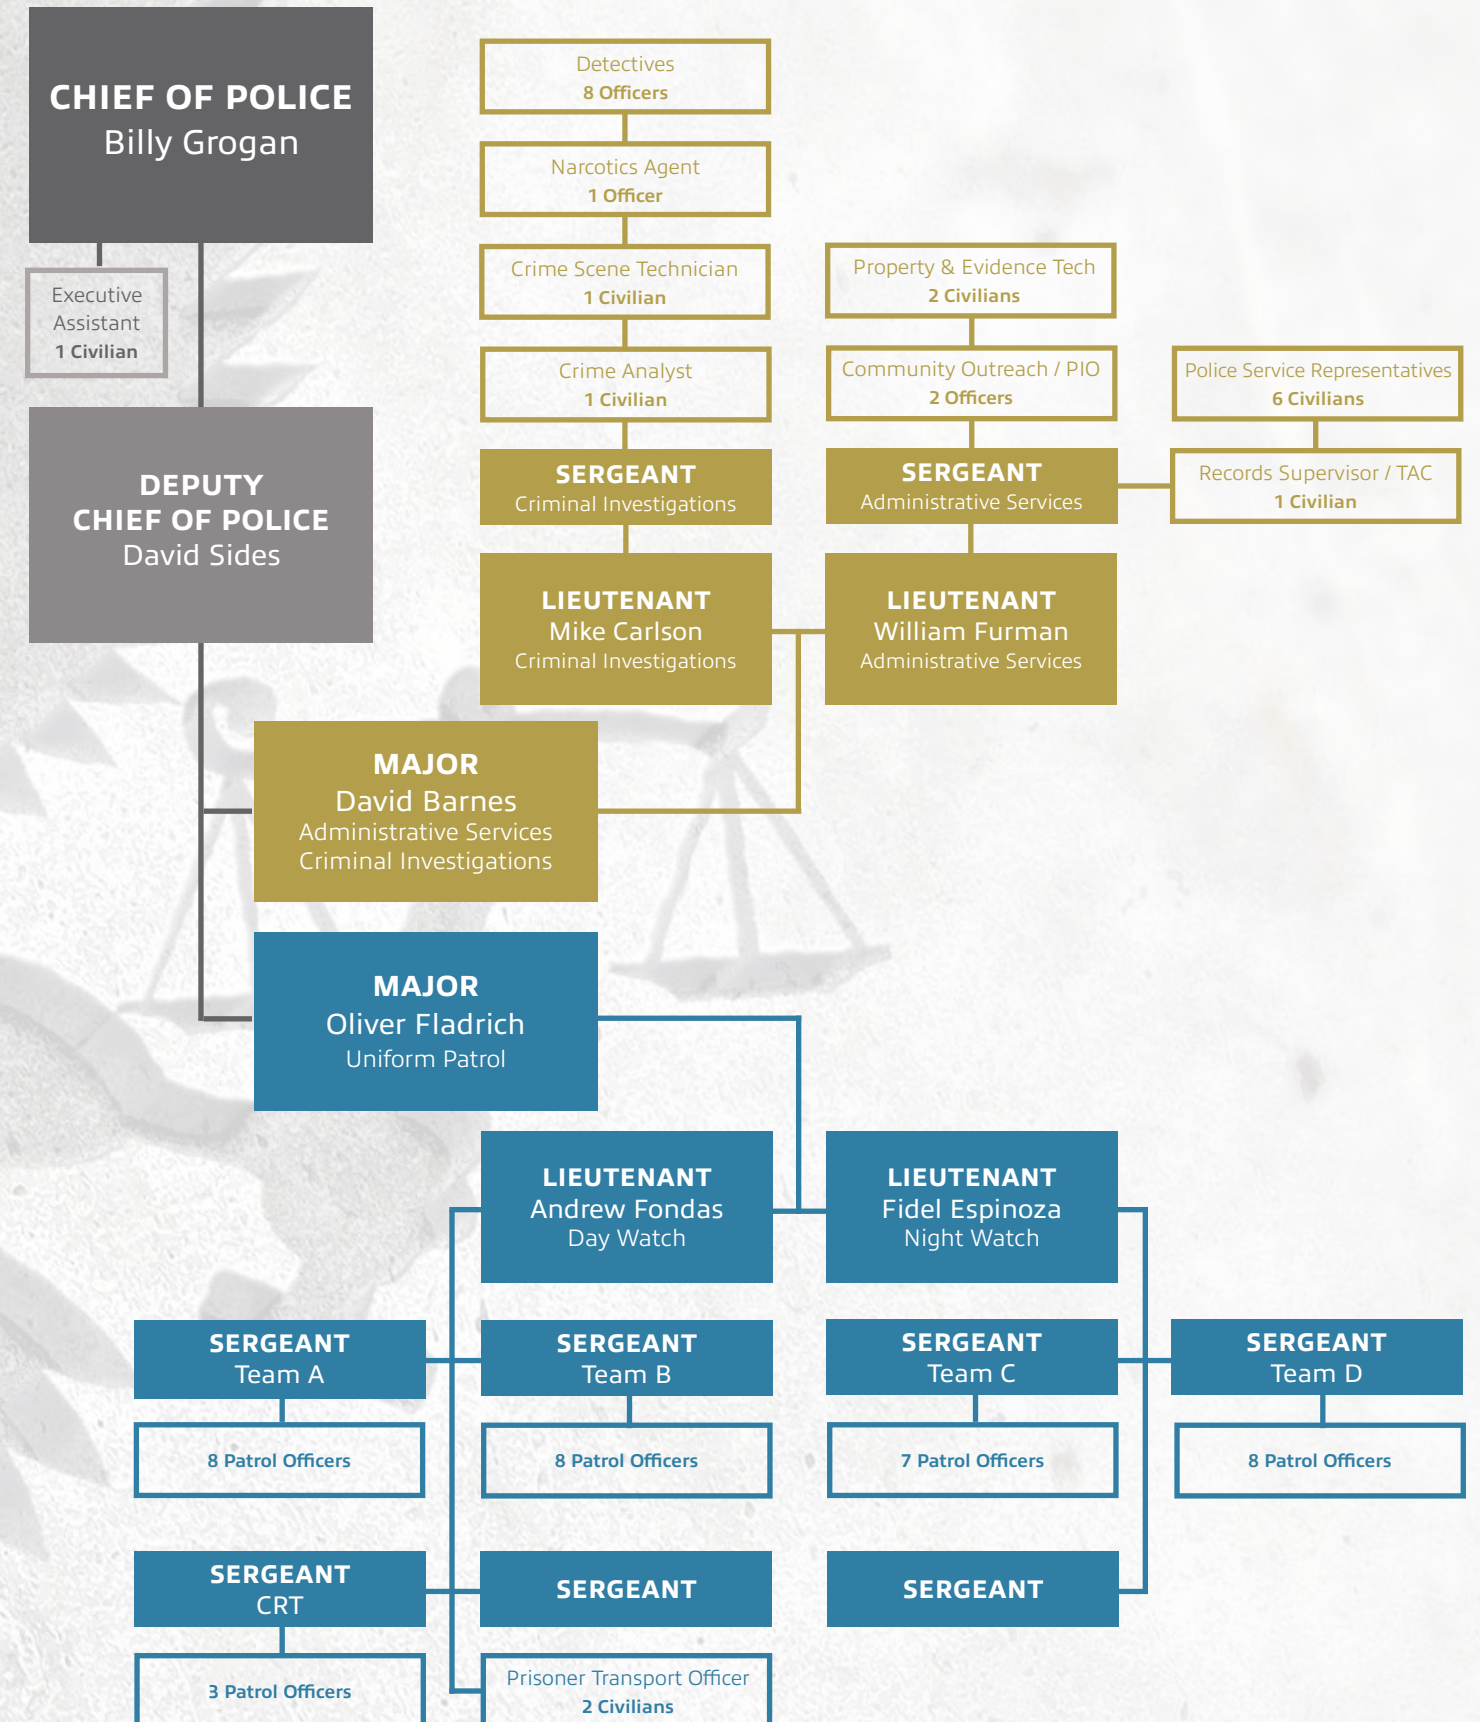 CHIEF OF POLICE
Billy Grogan
Executive
Assistant
1 Civilian
DEPUTY
CHIEF OF POLICE
David Sides
Detectives
8 Officers
Narcotics Agent
1 Officer
Crime Scene Technician
1 Civilian
Crime Analyst
1 Civilian
SERGEANT
Criminal Investigations
LIEUTENANT
Mike Carlson
Criminal Investigations
Property & Evidence Tech
2 Civilians
Community Outreach / PIO
2 Officers
SERGEANT
Administrative Services
LIEUTENANT
William Furman
Administrative Services
Police Service Representatives
6 Civilians
Records Supervisor / TAC
1 Civilian
MAJOR
David Barnes
Administrative Services
Criminal Investigations
MAJOR
Oliver Fladrich
Uniform Patrol
LIEUTENANT
Andrew Fondas
Day Watch
LIEUTENANT
Fidel Espinoza
Night Watch
SERGEANT
Team A
8 Patrol Officers
SERGEANT
Team B
8 Patrol Officers
SERGEANT
Team C
7 Patrol Officers
SERGEANT
Team D
8 Patrol Officers
SERGEANT
CRT
3 Patrol Officers
SERGEANT
Prisoner Transport Officer
2 Civilians
SERGEANT